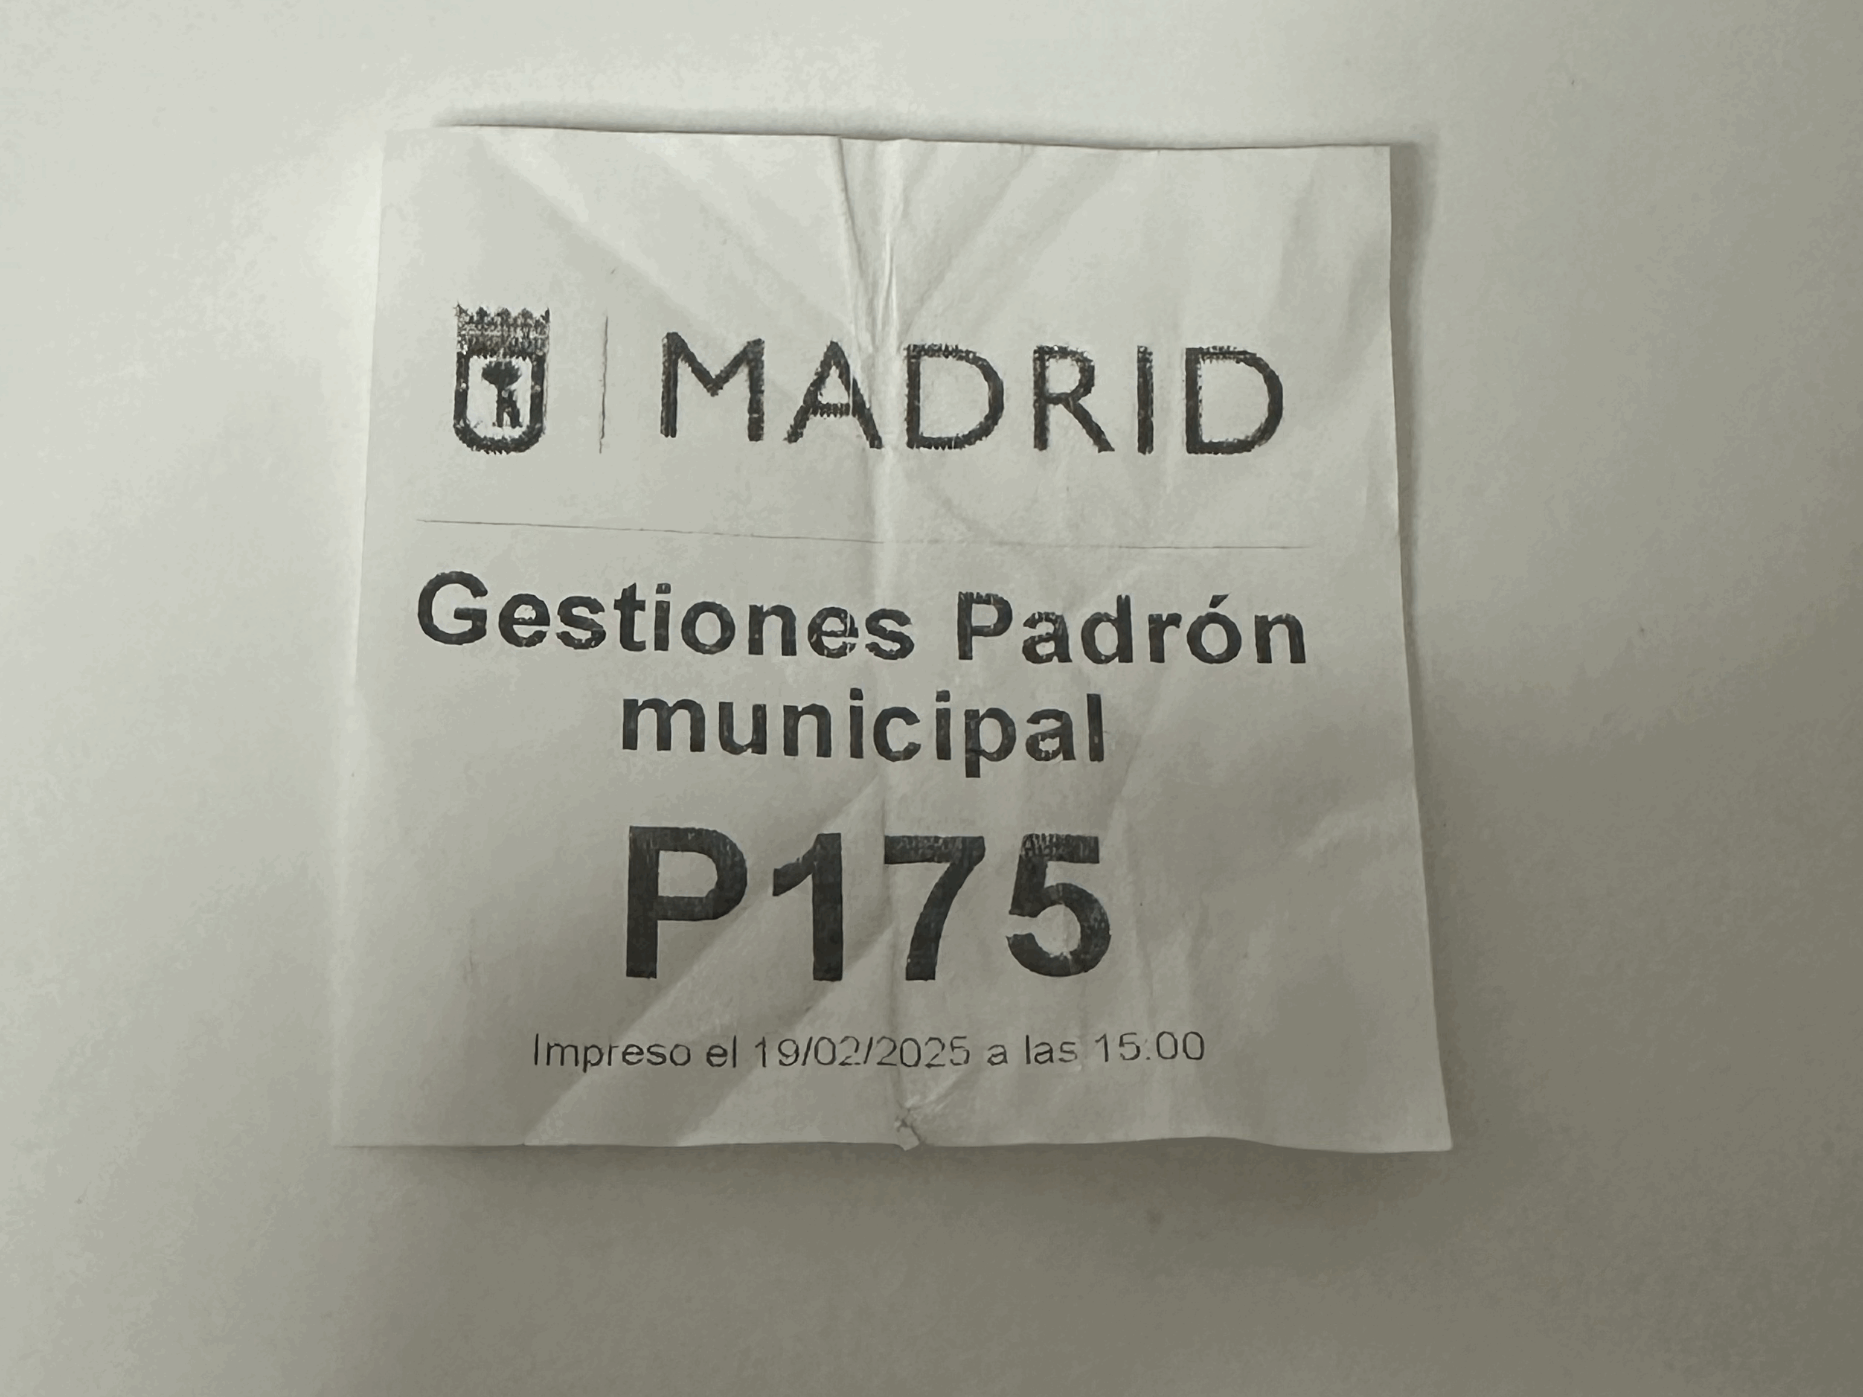 MADRID
Gestiones Padrón
municipal
P175
Impreso el 19/02/2025 a las 15:00